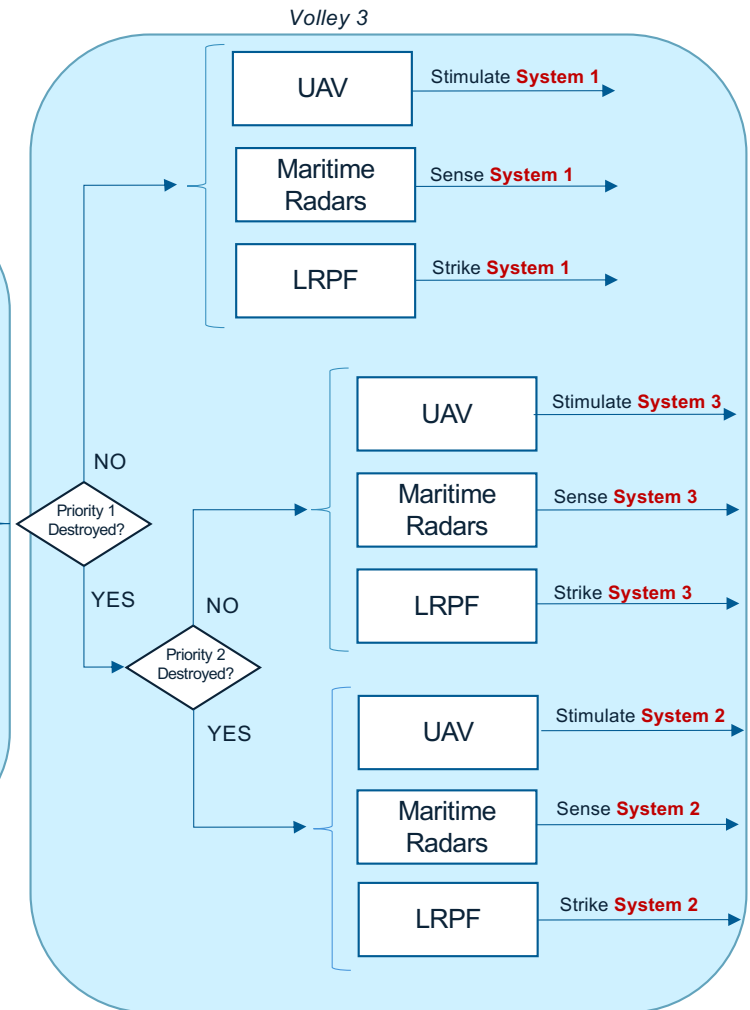 Volley 3
UAV
Stimulate System 1
Maritime
Radars
Sense System 1
LRPF
Strike System 1
NO
Priority 1
Destroyed?
YES
UAV
Stimulate System 3
Maritime
Radars
Sense System 3
LRPF
Strike System 3
NO
Priority 2
Destroyed?
YES
UAV
Stimulate System 2
Maritime
Radars
Sense System 2
LRPF
Strike System 2